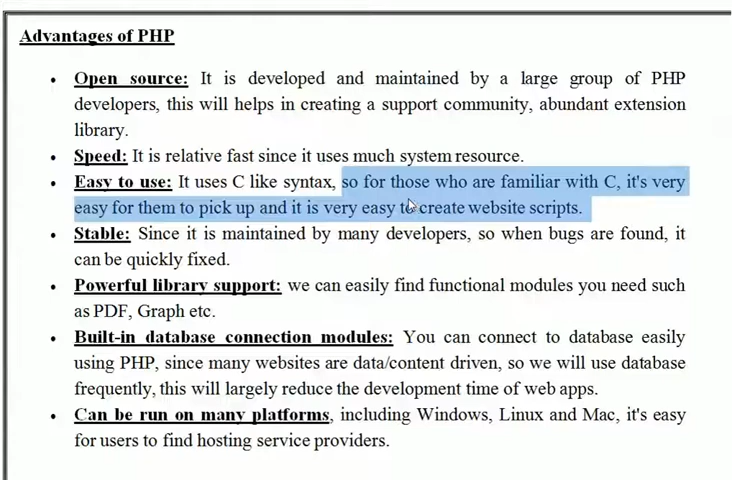 Advantages of PHP
• Open source: It is developed and maintained by a large group of PHP
developers, this will helps in creating a support community, abundant extension
library.
• Speed: It is relative fast since it uses much system resource.
• Easy to use: It uses C like syntax, so for those who are familiar with C, it's very
easy for them to pick up and it is very easy to create website scripts.
• Stable: Since it is maintained by many developers, so when bugs are found, it
can be quickly fixed.
• Powerful library support: we can easily find functional modules you need such
as PDF, Graph etc.
• Built-in database connection modules: You can connect to database easily
using PHP, since many websites are data/content driven, so we will use database
frequently, this will largely reduce the development time of web apps.
• Can be run on many platforms, including Windows, Linux and Mac, it's easy
for users to find hosting service providers.